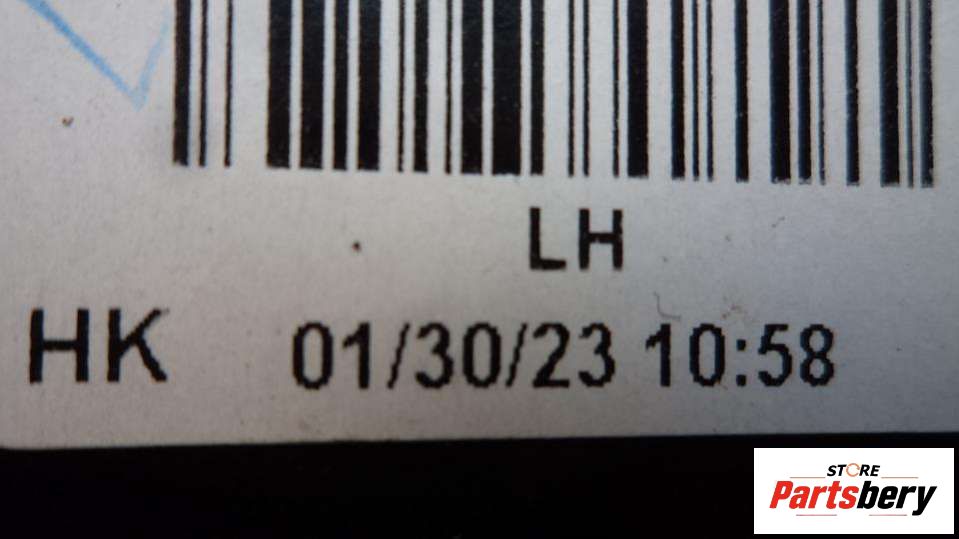 LH
HK 01/30/23 10:58
STORE
Partsbery